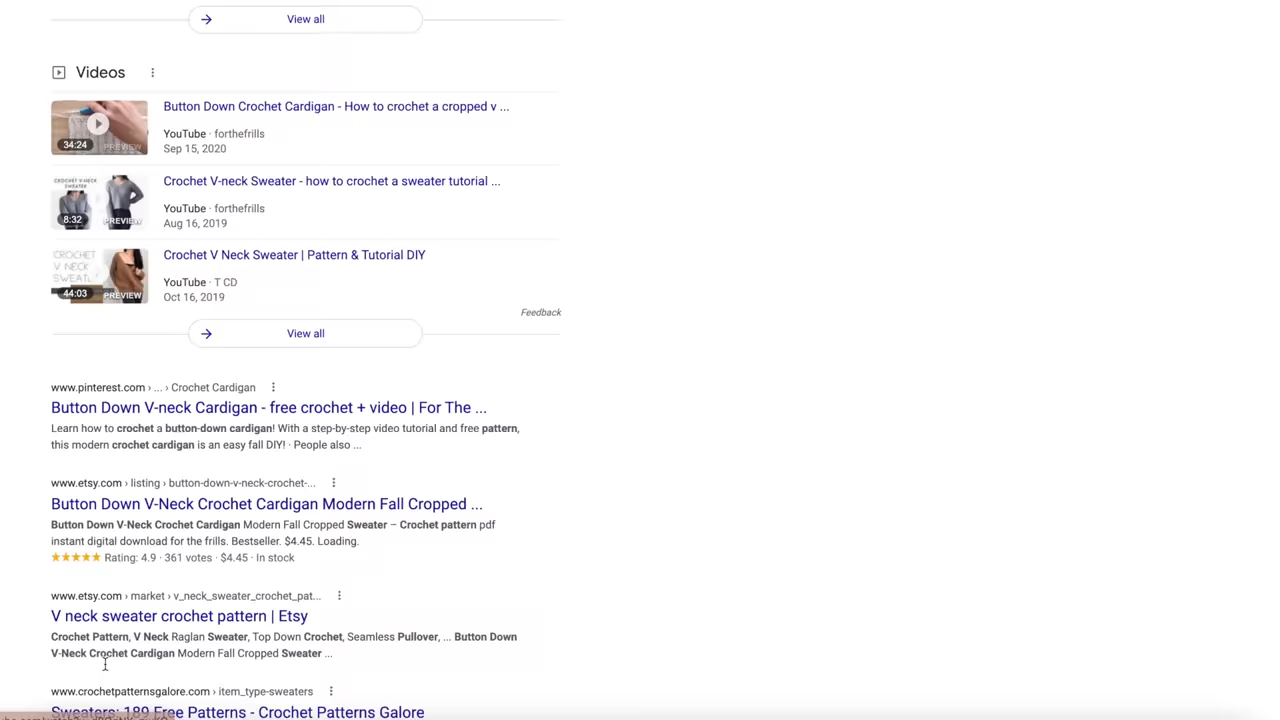 View all
Videos
Button Down Crochet Cardigan - How to crochet a cropped v ...
34:24
PREVIEW
YouTube · forthefrills
Sep 15, 2020
Crochet V-neck Sweater - how to crochet a sweater tutorial ...
CROCHET V-NECK
SWEATER
8:32
PREVIEW
YouTube · forthefrills
Aug 16, 2019
Crochet V Neck Sweater | Pattern & Tutorial DIY
CROCHET
V NECK
44:03
PREVIEW
YouTube · T CD
Oct 16, 2019
Feedback
View all
www.pinterest.com › ... › Crochet Cardigan
Button Down V-neck Cardigan - free crochet + video | For The ...
Learn how to crochet a button-down cardigan! With a step-by-step video tutorial and free pattern,
this modern crochet cardigan is an easy fall DIY! · People also ...
www.etsy.com › listing › button-down-v-neck-crochet-...
Button Down V-Neck Crochet Cardigan Modern Fall Cropped ...
Button Down V-Neck Crochet Cardigan Modern Fall Cropped Sweater – Crochet pattern pdf
instant digital download for the frills. Bestseller. $4.45. Loading.
Rating: 4.9 · 361 votes · $4.45 · In stock
www.etsy.com › market › v_neck_sweater_crochet_pat...
V neck sweater crochet pattern | Etsy
Crochet Pattern, V Neck Raglan Sweater, Top Down Crochet, Seamless Pullover, ... Button Down
V-Neck Crochet Cardigan Modern Fall Cropped Sweater ...
www.crochetpatternsgalore.com › item_type-sweaters
Sweaters: 189 Free Patterns - Crochet Patterns Galore